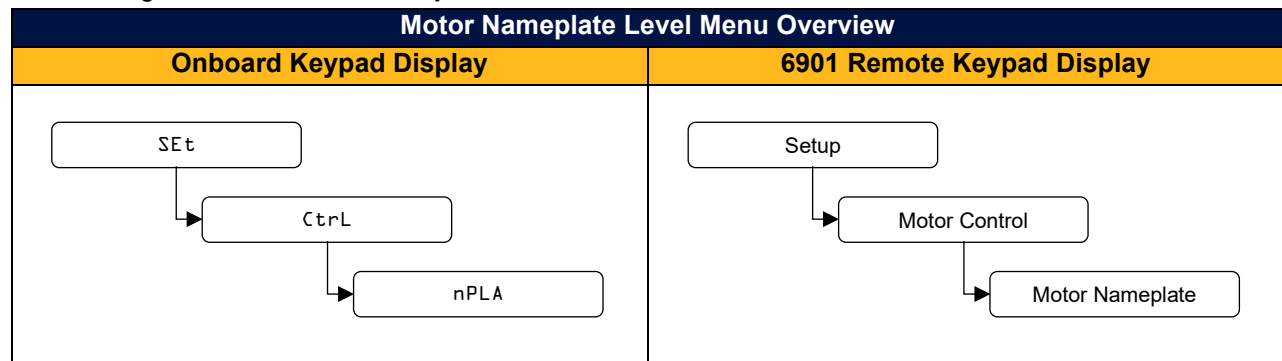 Motor Nameplate Level Menu Overview
Onboard Keypad Display
6901 Remote Keypad Display
SEt
Setup
CtrL
Motor Control
nPLA
Motor Nameplate